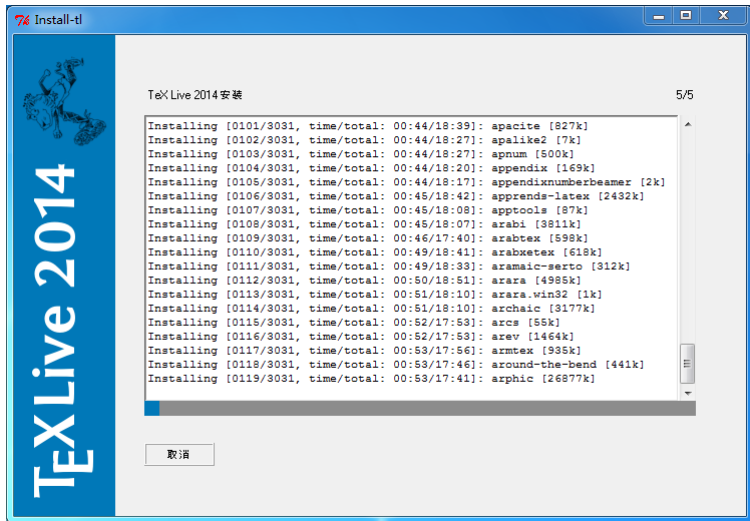 Install-tl
TeX Live 2014
TeX Live 2014安装
5/5
Installing [0101/3031, time/total: 00:44/18:39]: apacite [827k]
Installing [0102/3031, time/total: 00:44/18:27]: apalike2 [7k]
Installing [0103/3031, time/total: 00:44/18:27]: apnum [500k]
Installing [0104/3031, time/total: 00:44/18:20]: appendix [169k]
Installing [0105/3031, time/total: 00:44/18:17]: appendixnumberbeamer [2k]
Installing [0106/3031, time/total: 00:45/18:42]: apprends-latex [2432k]
Installing [0107/3031, time/total: 00:45/18:08]: apptools [87k]
Installing [0108/3031, time/total: 00:45/18:07]: arabi [3811k]
Installing [0109/3031, time/total: 00:46/17:40]: arabtex [598k]
Installing [0110/3031, time/total: 00:49/18:41]: arabxetex [618k]
Installing [0111/3031, time/total: 00:49/18:33]: aramaic-serto [312k]
Installing [0112/3031, time/total: 00:50/18:51]: arara [4985k]
Installing [0113/3031, time/total: 00:51/18:10]: arara.win32 [1k]
Installing [0114/3031, time/total: 00:51/18:10]: archaic [3177k]
Installing [0115/3031, time/total: 00:52/17:53]: arcs [55k]
Installing [0116/3031, time/total: 00:52/17:53]: arev [1464k]
Installing [0117/3031, time/total: 00:53/17:56]: armtex [935k]
Installing [0118/3031, time/total: 00:53/17:46]: around-the-bend [441k]
Installing [0119/3031, time/total: 00:53/17:41]: arphic [26877k]
取消